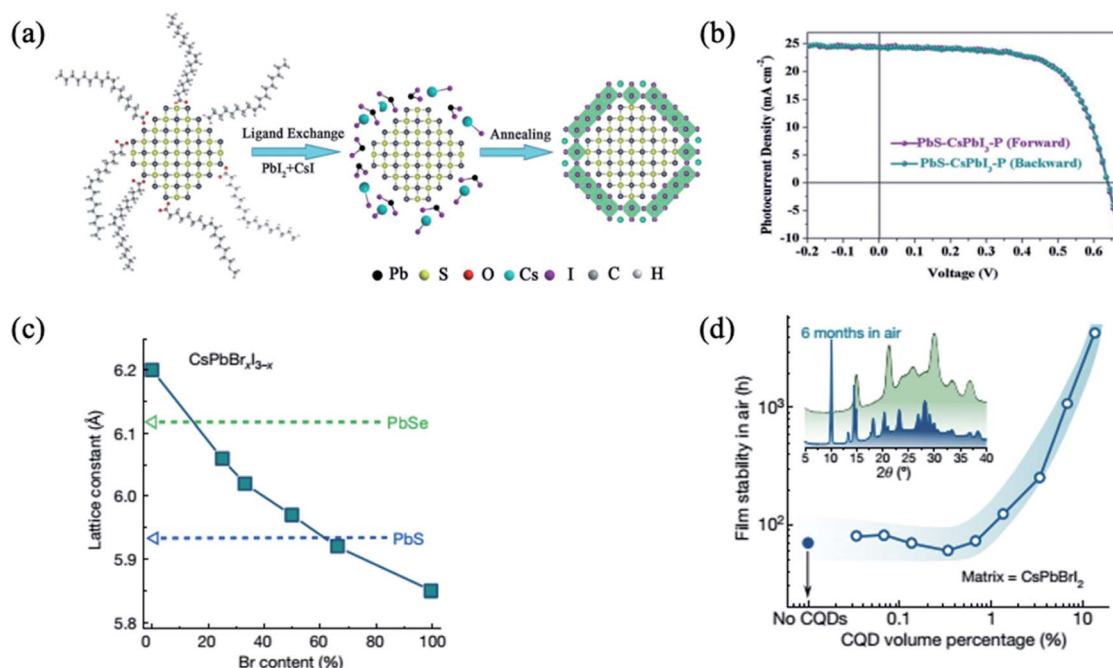 (a)
Ligand Exchange
PbI2+CsI
Annealing
Pb S O Cs I C H
(b)
Photocurrent Density (mA cm-2)
25
20
15
10
5
0
-5
-10
PbS-CsPbI3-P (Forward)
PbS-CsPbI3-P (Backward)
-0.2 -0.1 0.0 0.1 0.2 0.3 0.4 0.5 0.6
Voltage (V)
(c)
CsPbBrxI3-x
Lattice constant (Å)
6.2
6.1
6.0
5.9
5.8
PbSe
PbS
0 20 40 60 80 100
Br content (%)
(d)
6 months in air
5 10 15 20 25 30 35 40
2θ (°)
Film stability in air (h)
10^3
10^2
Matrix = CsPbBrI2
No CQDs 0.1 1 10
CQD volume percentage (%)